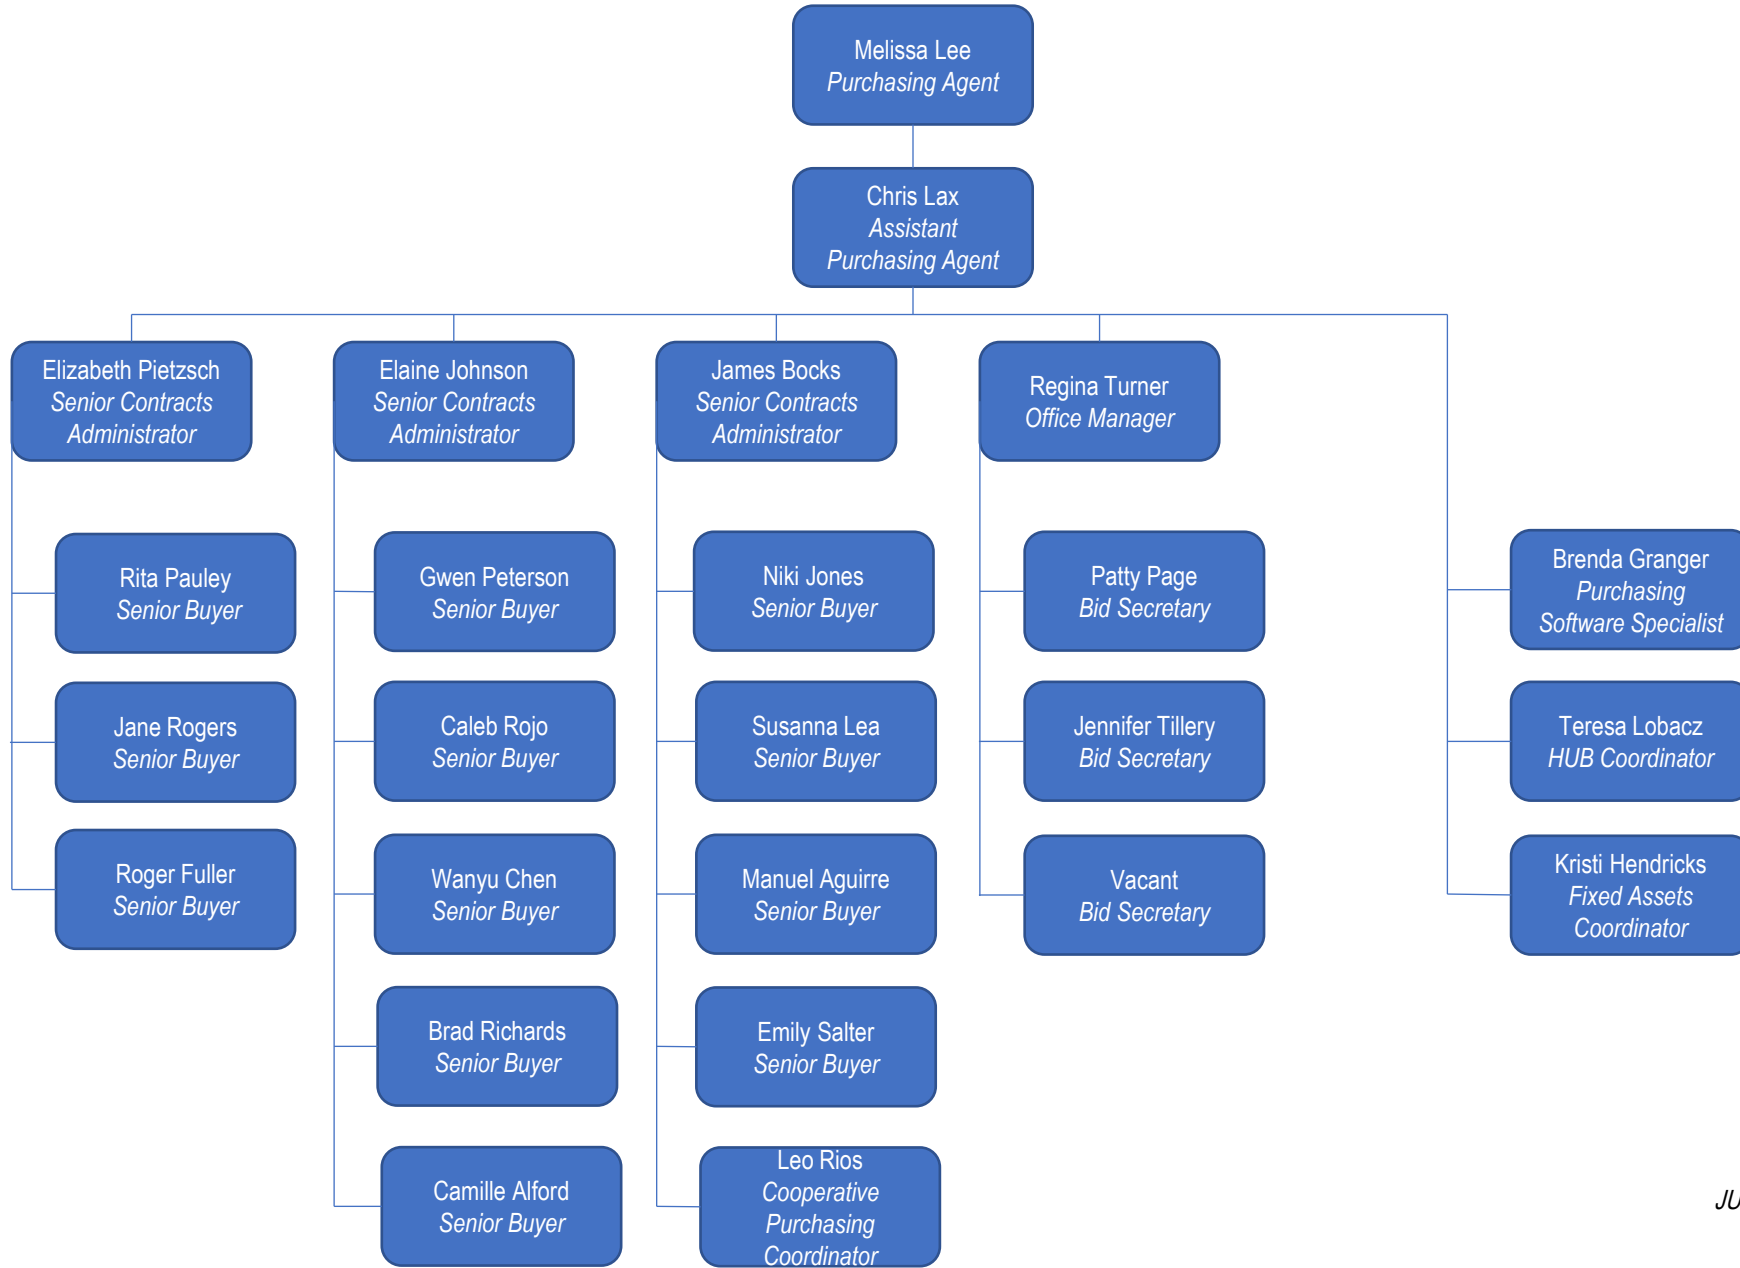 Melissa Lee
Purchasing Agent
Chris Lax
Assistant
Purchasing Agent
Elizabeth Pietzsch
Senior Contracts
Administrator
Elaine Johnson
Senior Contracts
Administrator
James Bocks
Senior Contracts
Administrator
Regina Turner
Office Manager
Rita Pauley
Senior Buyer
Jane Rogers
Senior Buyer
Roger Fuller
Senior Buyer
Gwen Peterson
Senior Buyer
Caleb Rojo
Senior Buyer
Wanyu Chen
Senior Buyer
Brad Richards
Senior Buyer
Camille Alford
Senior Buyer
Niki Jones
Senior Buyer
Susanna Lea
Senior Buyer
Manuel Aguirre
Senior Buyer
Emily Salter
Senior Buyer
Leo Rios
Cooperative
Purchasing
Coordinator
Patty Page
Bid Secretary
Jennifer Tillery
Bid Secretary
Vacant
Bid Secretary
Brenda Granger
Purchasing
Software Specialist
Teresa Lobacz
HUB Coordinator
Kristi Hendricks
Fixed Assets
Coordinator
JU